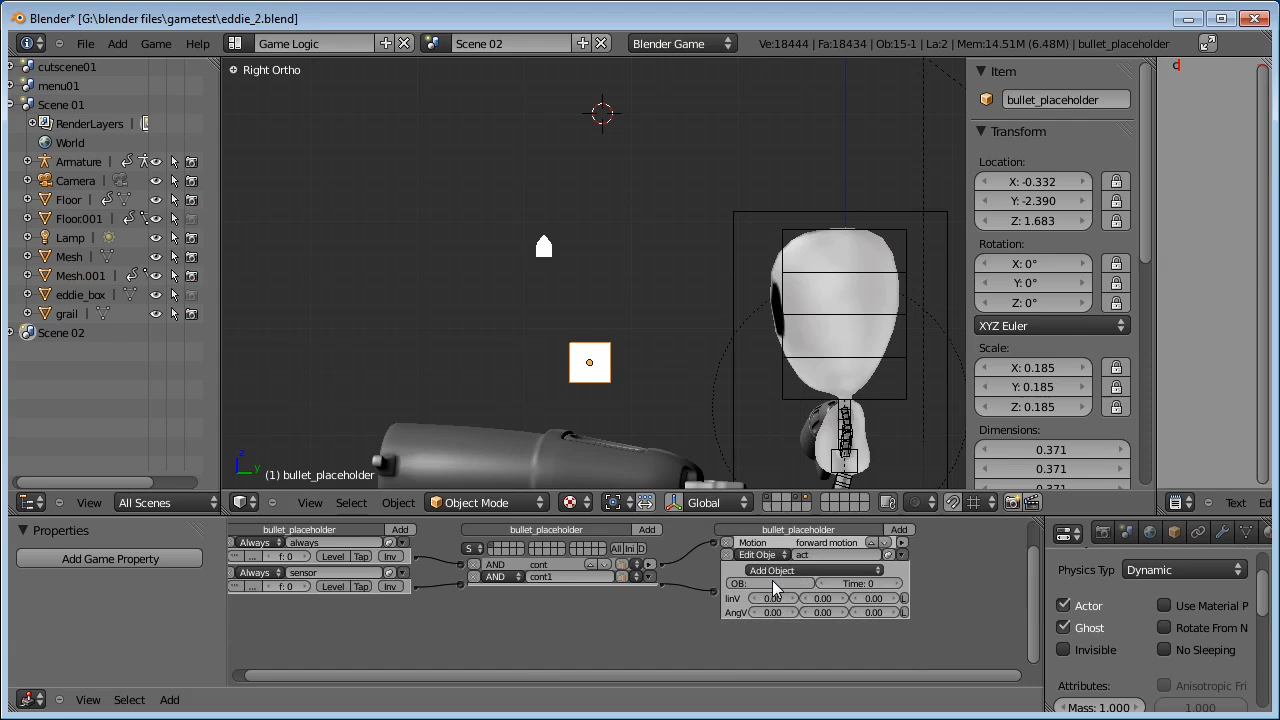 Blender* [G:\blender files\gametest\eddie_2.blend]
File Add Game Help Game Logic Scene 02 Blender Game Ve:18444 | Fa:18434 | Ob:15-1 | La:2 | Mem:14.51M (6.48M) | bullet_placeholder
cutscene01
menu01
Scene 01
RenderLayers |
World
Armature |
Camera |
Floor |
Floor.001 |
Lamp |
Mesh |
Mesh.001 |
eddie_box |
grail |
Scene 02
View All Scenes
Right Ortho
z
y
(1) bullet_placeholder
View Select Object Object Mode Global
Item
bullet_placeholder
Transform
Location:
X: -0.332
Y: -2.390
Z: 1.683
Rotation:
X: 0°
Y: 0°
Z: 0°
XYZ Euler
Scale:
X: 0.185
Y: 0.185
Z: 0.185
Dimensions:
0.371
0.371
0.371
c
Text Ed
Properties
Add Game Property
bullet_placeholder Add
Always always
... f: 0 Level Tap Inv
Always sensor
... f: 0 Level Tap Inv
bullet_placeholder Add
S All Ini D
AND cont
AND cont1
bullet_placeholder Add
Motion forward motion
Edit Obje act
Add Object
OB: Time: 0
linV 0.00 0.00 0.00 L
AngV 0.00 0.00 0.00 L
View Select Add
Physics Typ Dynamic
Actor Use Material P
Ghost Rotate From N
Invisible No Sleeping
Attributes: Anisotropic Fri
Mass: 1.000 1.000